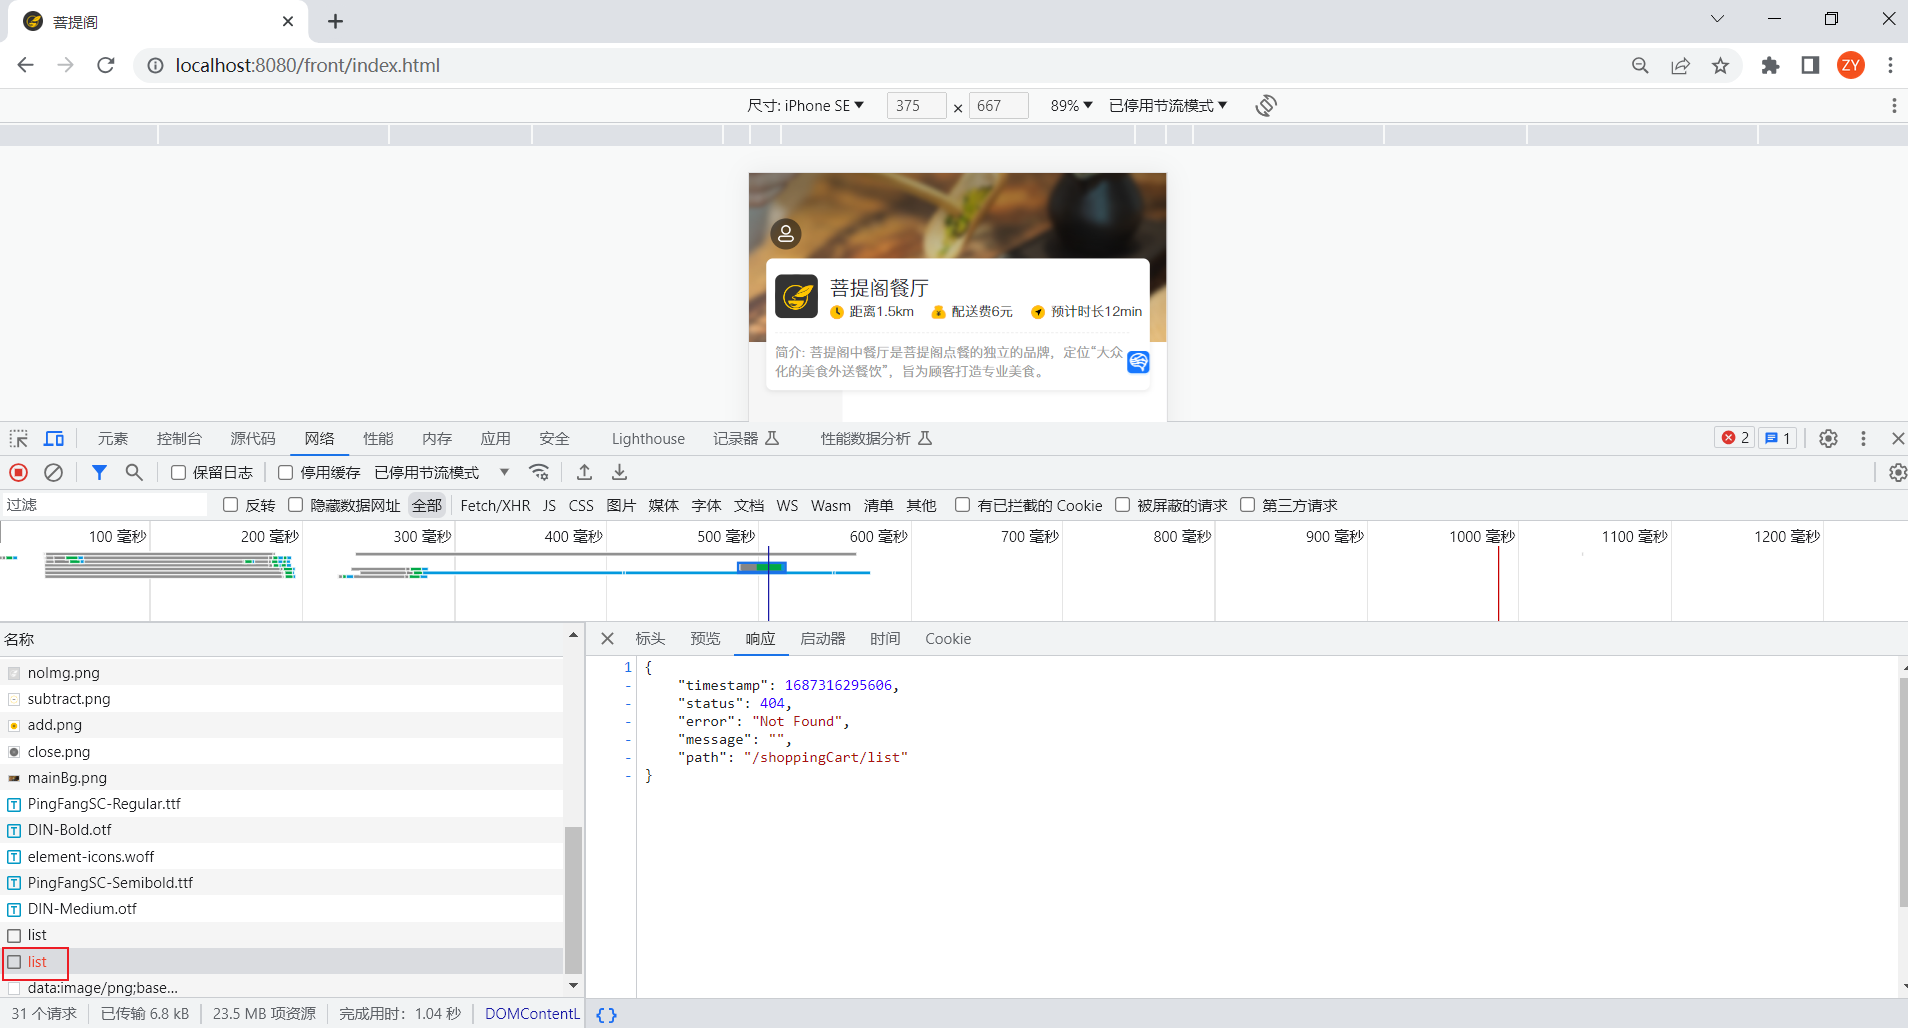 菩提阁
localhost:8080/front/index.html
ZY
尺寸: iPhone SE 375 × 667 89% 已停用节流模式
菩提阁餐厅
距离1.5km 配送费6元 预计时长12min
简介: 菩提阁中餐厅是菩提阁点餐的独立的品牌，定位“大众
化的美食外送餐饮”，旨为顾客打造专业美食。
元素 控制台 源代码 网络 性能 内存 应用 安全 Lighthouse 记录器 性能数据分析 2 1
保留日志 停用缓存 已停用节流模式
过滤 反转 隐藏数据网址 全部 Fetch/XHR JS CSS 图片 媒体 字体 文档 WS Wasm 清单 其他 有已拦截的 Cookie 被屏蔽的请求 第三方请求
100 毫秒 200 毫秒 300 毫秒 400 毫秒 500 毫秒 600 毫秒 700 毫秒 800 毫秒 900 毫秒 1000 毫秒 1100 毫秒 1200 毫秒
名称
noImg.png
subtract.png
add.png
close.png
mainBg.png
PingFangSC-Regular.ttf
DIN-Bold.otf
element-icons.woff
PingFangSC-Semibold.ttf
DIN-Medium.otf
list
list
data:image/png;base...
31 个请求 已传输 6.8 kB 23.5 MB 项资源 完成用时：1.04 秒 DOMContentL
标头 预览 响应 启动器 时间 Cookie
1 {
- "timestamp": 1687316295606,
- "status": 404,
- "error": "Not Found",
- "message": "",
- "path": "/shoppingCart/list"
- }
{}